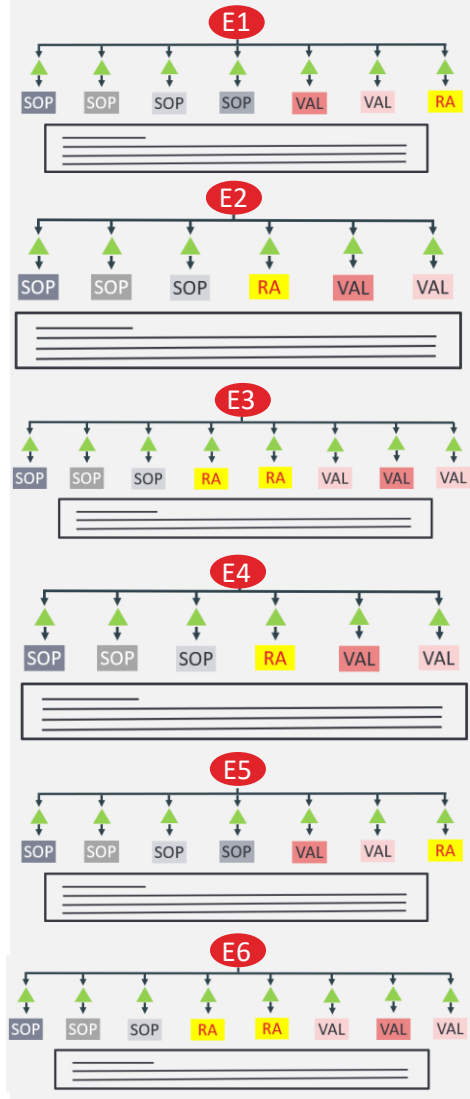 E1
SOP SOP SOP SOP VAL VAL RA
E2
SOP SOP SOP RA VAL VAL
E3
SOP SOP SOP RA RA VAL VAL VAL
E4
SOP SOP SOP RA VAL VAL
E5
SOP SOP SOP SOP VAL VAL RA
E6
SOP SOP SOP RA RA VAL VAL VAL